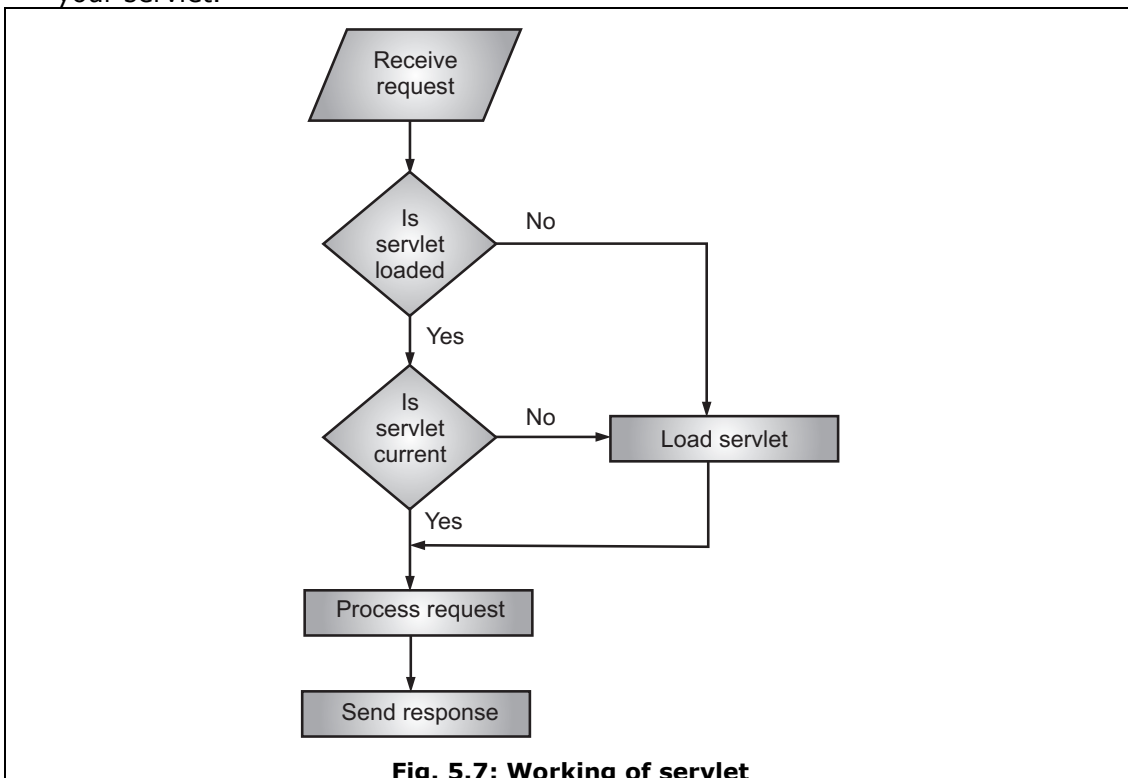 your servlet.
Receive
request
Is
servlet
loaded
No
Yes
Is
servlet
current
No
Load servlet
Yes
Process request
Send response
Fig. 5.7: Working of servlet